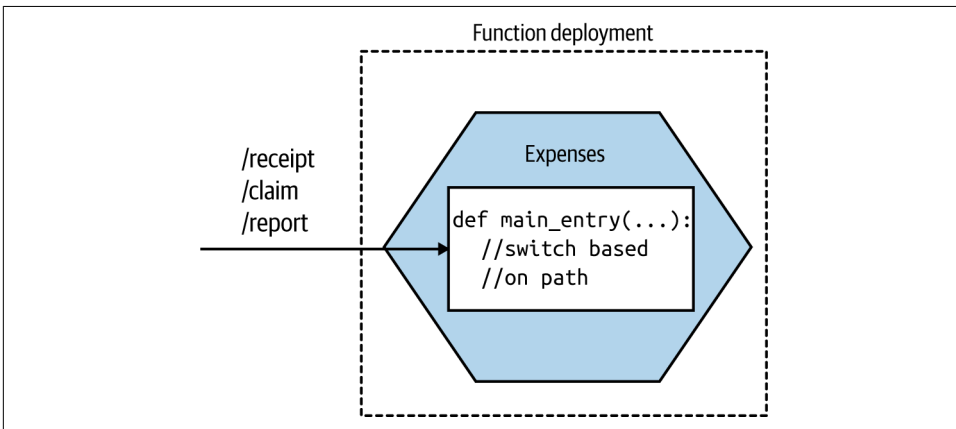 Function deployment
/receipt
/claim
/report
Expenses
def main_entry(...):
//switch based
//on path